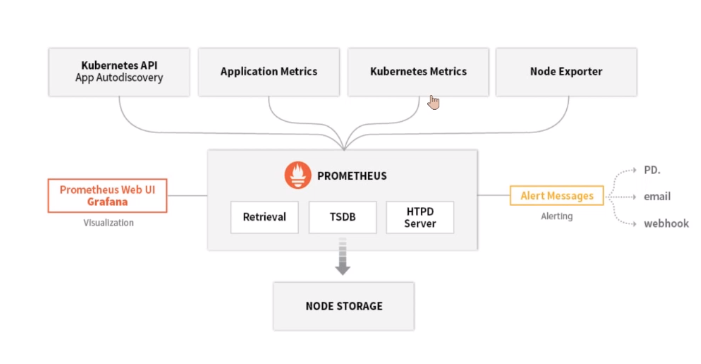 Kubernetes API
App Autodiscovery
Application Metrics
Kubernetes Metrics
Node Exporter
PROMETHEUS
Retrieval
TSDB
HTPD
Server
Prometheus Web UI
Grafana
Visualization
Alert Messages
Alerting
PD.
email
webhook
NODE STORAGE